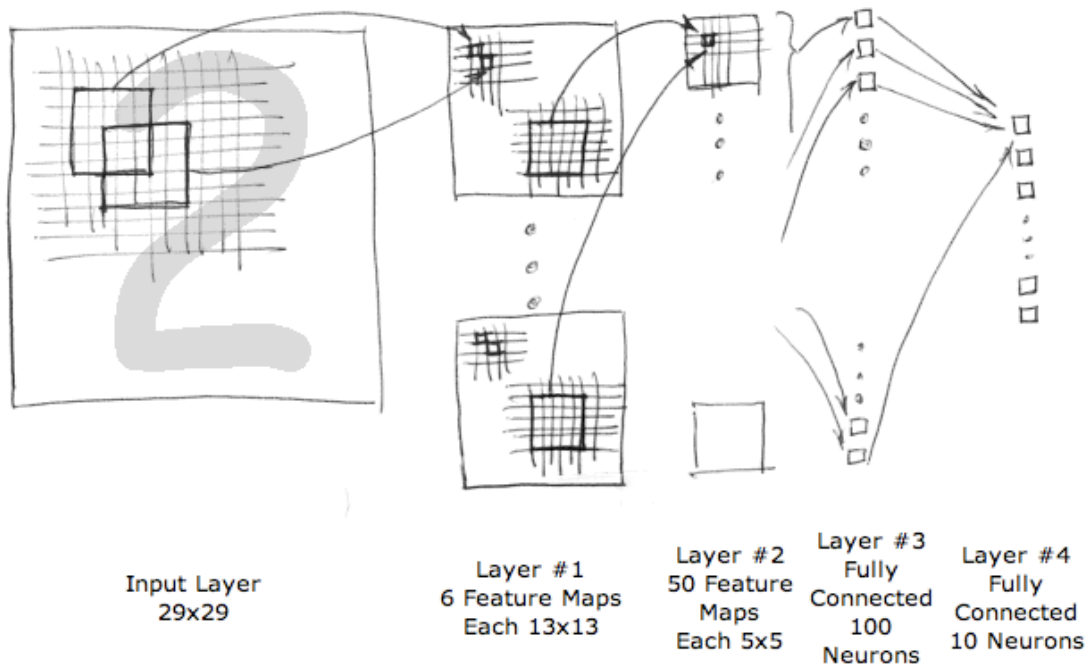 2
Input Layer
29x29
Layer #1
6 Feature Maps
Each 13x13
Layer #2
50 Feature
Maps
Each 5x5
Layer #3
Fully
Connected
100
Neurons
Layer #4
Fully
Connected
10 Neurons